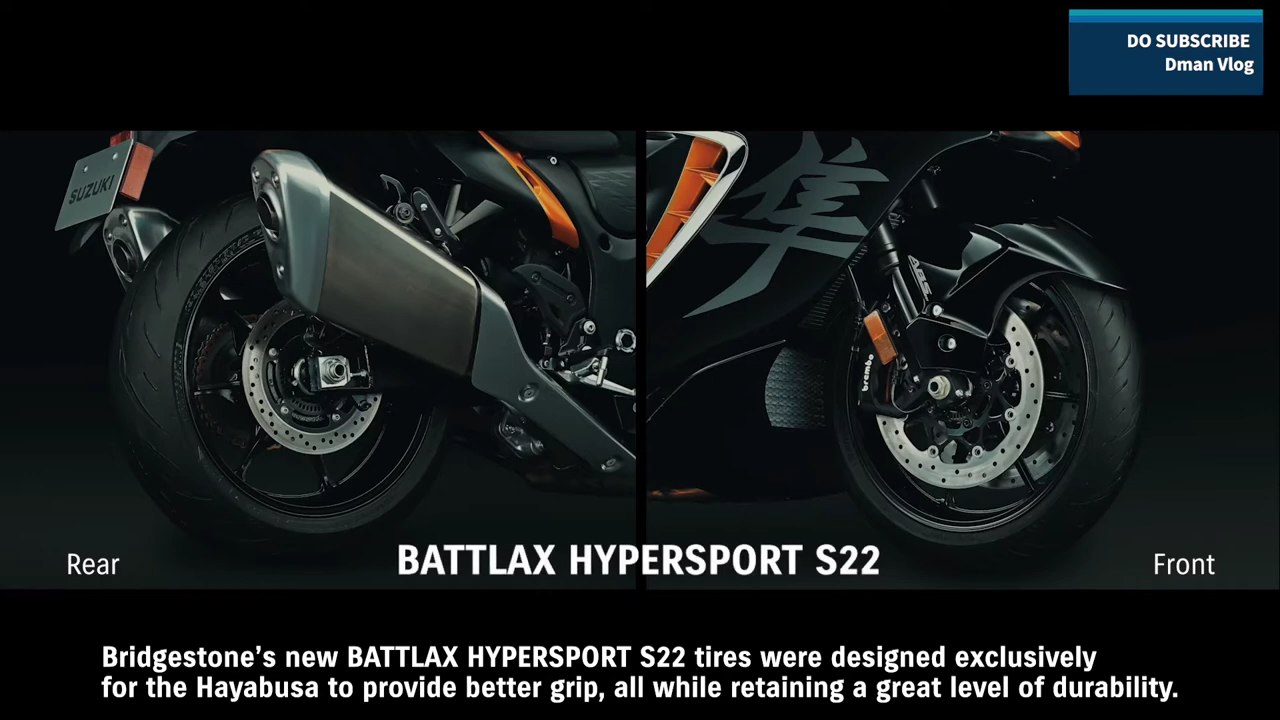 DO SUBSCRIBE
Dman Vlog
SUZUKI
隼
ABS
brembo
Rear
BATTLAX HYPERSPORT S22
Front
Bridgestone's new BATTLAX HYPERSPORT S22 tires were designed exclusively
for the Hayabusa to provide better grip, all while retaining a great level of durability.